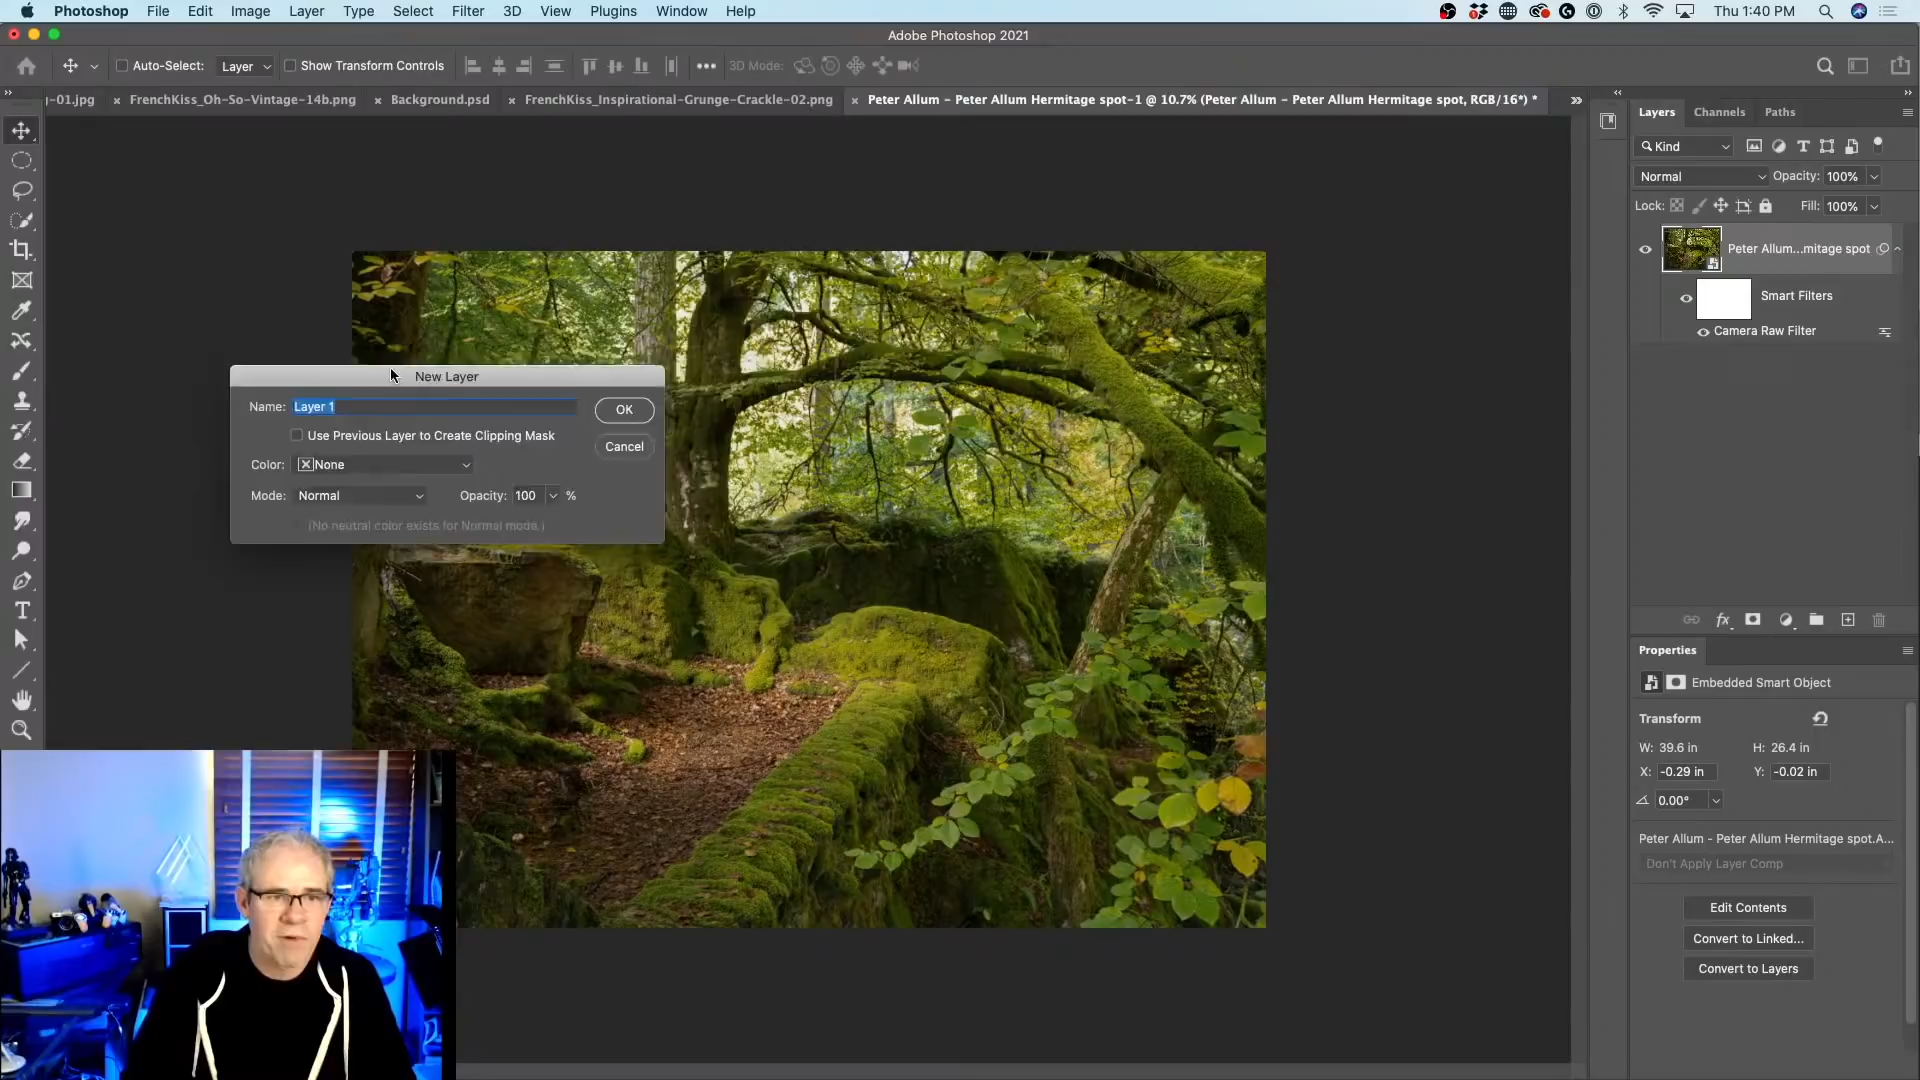 Photoshop File Edit Image Layer Type Select Filter 3D View Plugins Window Help Thu 1:40 PM
Adobe Photoshop 2021
Auto-Select: Layer Show Transform Controls 3D Mode:
g-01.jpg × FrenchKiss_Oh-So-Vintage-14b.png × Background.psd × FrenchKiss_Inspirational-Grunge-Crackle-02.png × Peter Allum - Peter Allum Hermitage spot-1 @ 10.7% (Peter Allum - Peter Allum Hermitage spot, RGB/16*) *
Layers Channels Paths
Kind
Normal Opacity: 100%
Lock: Fill: 100%
Peter Allum...mitage spot
Smart Filters
Camera Raw Filter
New Layer
Name: Layer 1 OK
Use Previous Layer to Create Clipping Mask
Cancel
Color: None
Mode: Normal Opacity: 100 %
(No neutral color exists for Normal mode.)
Properties
Embedded Smart Object
Transform
W: 39.6 in H: 26.4 in
X: -0.29 in Y: -0.02 in
0.00°
Peter Allum - Peter Allum Hermitage spot.A...
Don't Apply Layer Comp
Edit Contents
Convert to Linked...
Convert to Layers